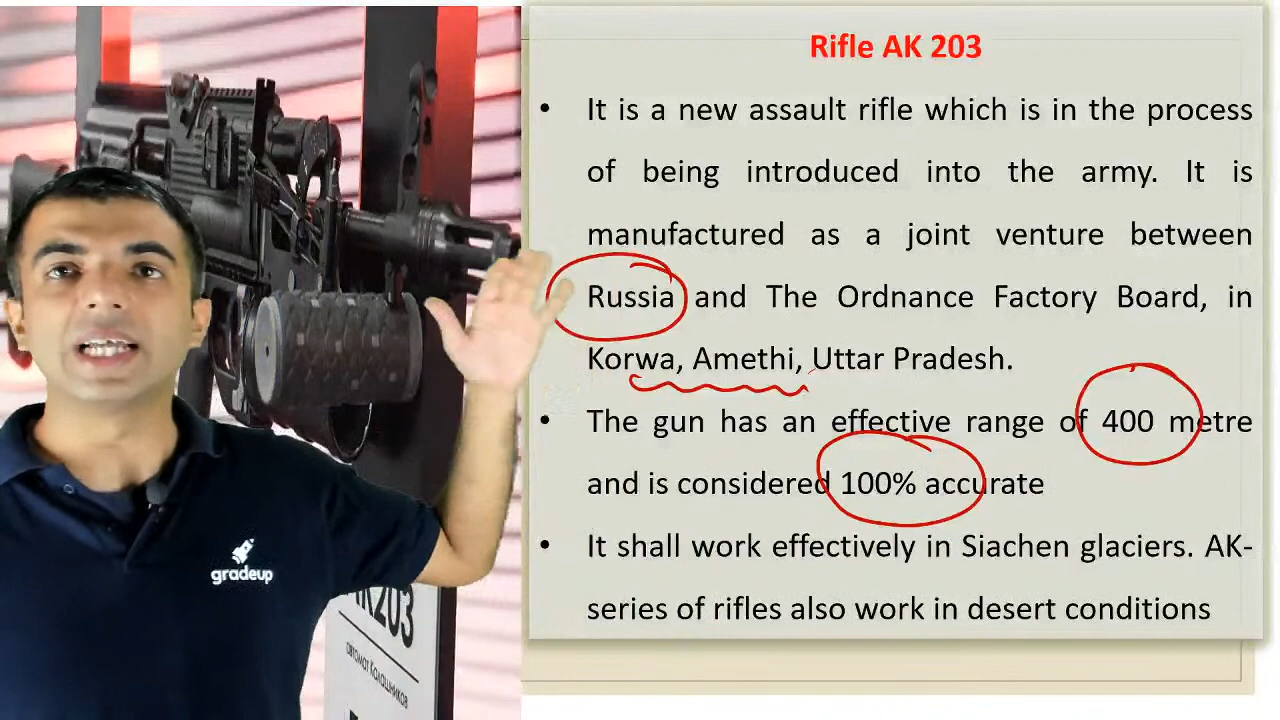 Rifle AK 203
• It is a new assault rifle which is in the process
of being introduced into the army. It is
manufactured as a joint venture between
Russia and The Ordnance Factory Board, in
Korwa, Amethi, Uttar Pradesh.
• The gun has an effective range of 400 metre
and is considered 100% accurate
• It shall work effectively in Siachen glaciers. AK-
series of rifles also work in desert conditions
gradeup
AK203
автомат Калашников